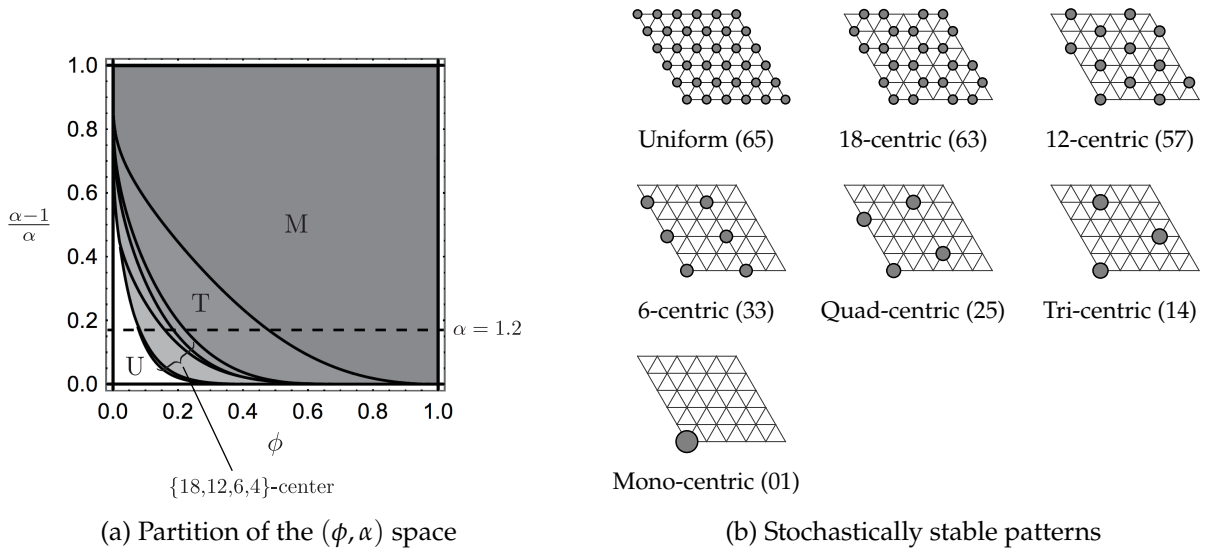 1.0
0.8
0.6
0.4
0.2
0.0
α−1
α
M
T
U
α = 1.2
0.0 0.2 0.4 0.6 0.8 1.0
ϕ
{18,12,6,4}-center
(a) Partition of the (ϕ, α) space
Uniform (65) 18-centric (63) 12-centric (57)
6-centric (33) Quad-centric (25) Tri-centric (14)
Mono-centric (01)
(b) Stochastically stable patterns